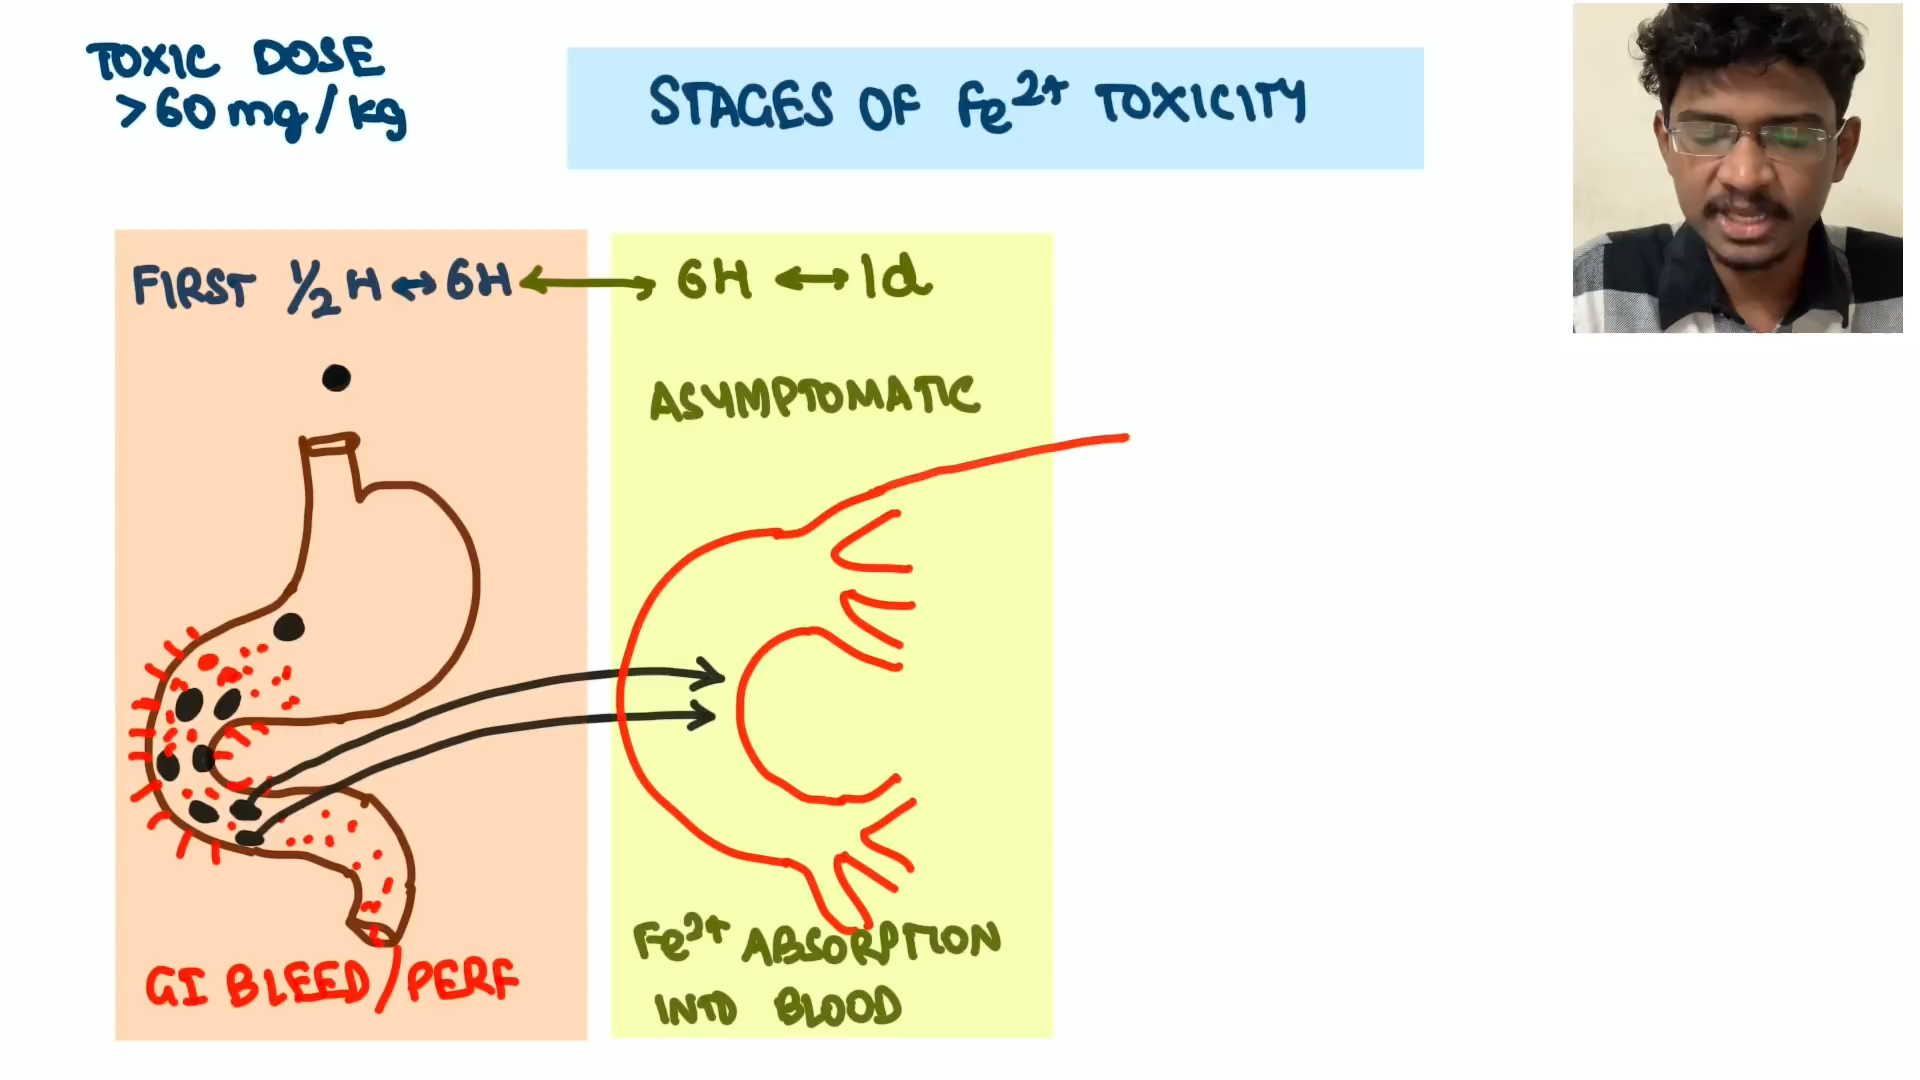 TOXIC DOSE
>60 mg/kg
STAGES OF Fe²⁺ TOXICITY
FIRST ½ H ↔ 6H ↔ 6H ↔ 1d
ASYMPTOMATIC
GI BLEED/PERF
Fe²⁺ ABSORPTION
INTO BLOOD